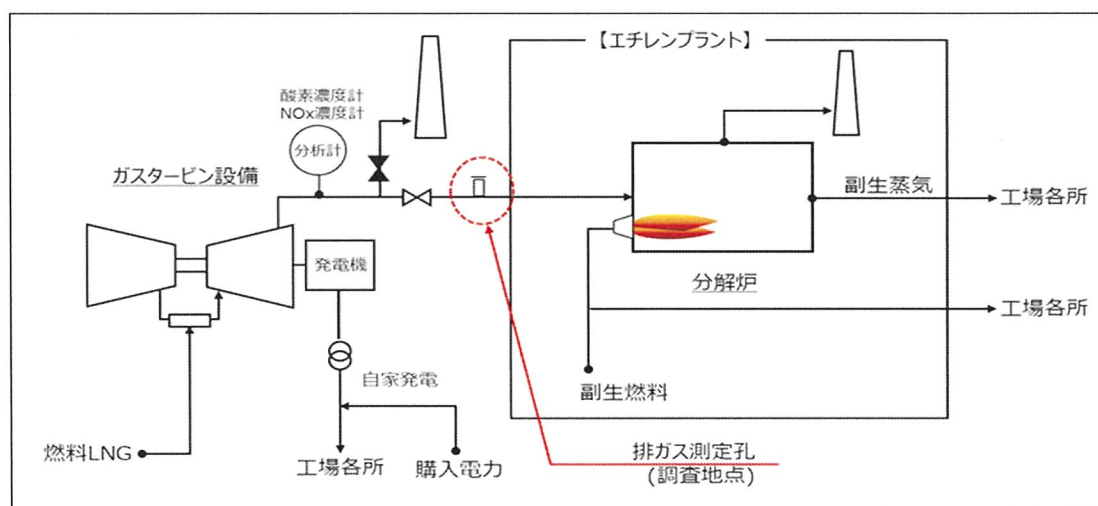 【エチレンプラント】
酸素濃度計
NOx濃度計
分析計
ガスタービン設備
副生蒸気
工場各所
発電機
分解炉
工場各所
自家発電
副生燃料
燃料LNG
工場各所
購入電力
排ガス測定孔
(調査地点)